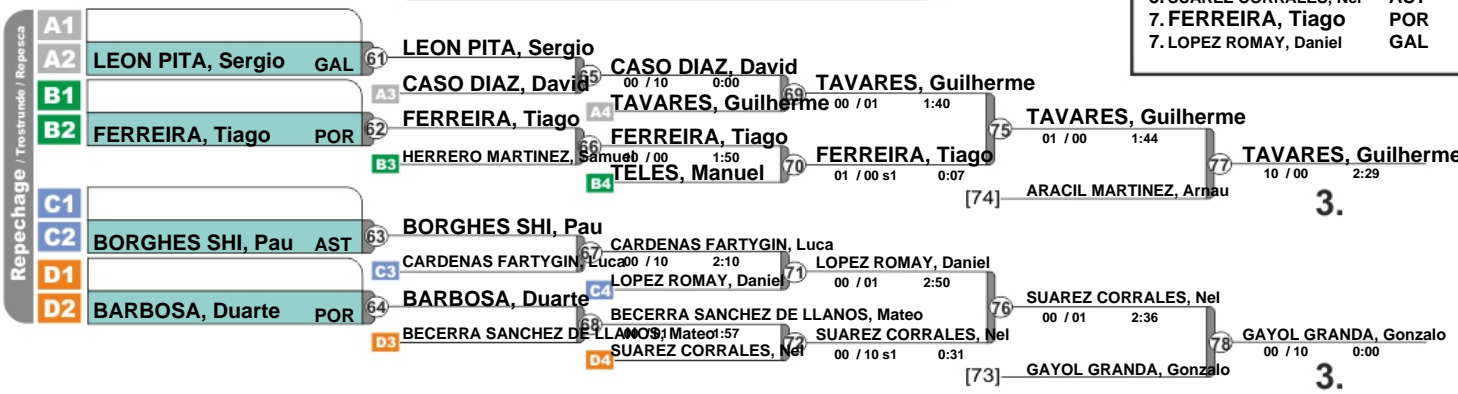 Repechage / Trostrunde / Repesca
7. FERREIRA, Tiago POR
7. LOPEZ ROMAY, Daniel GAL
A1
A2 LEON PITA, Sergio GAL
B1
B2 FERREIRA, Tiago POR
C1
C2 BORGHES SHI, Pau AST
D1
D2 BARBOSA, Duarte POR
61 LEON PITA, Sergio
A3 CASO DIAZ, David
62 FERREIRA, Tiago
B3 HERRERO MARTINEZ, Samuel
63 BORGHES SHI, Pau
C3 CARDENAS FARTYGIN, Luca
64 BARBOSA, Duarte
D3 BECERRA SANCHEZ DE LLANOS, Mateo
65 CASO DIAZ, David
00 / 10 0:00
A4 TAVARES, Guilherme
66 FERREIRA, Tiago
/ 00 1:50
B4 TELES, Manuel
67 CARDENAS FARTYGIN, Luca
00 / 10 2:10
C4 LOPEZ ROMAY, Daniel
68 BECERRA SANCHEZ DE LLANOS, Mateo
1:57
D4 SUAREZ CORRALES, Nel
69 TAVARES, Guilherme
00 / 01 1:40
70 FERREIRA, Tiago
01 / 00 s1 0:07
71 LOPEZ ROMAY, Daniel
00 / 01 2:50
72 SUAREZ CORRALES, Nel
00 / 10 s1 0:31
75 TAVARES, Guilherme
01 / 00 1:44
[74] ARACIL MARTINEZ, Arnau
76 SUAREZ CORRALES, Nel
00 / 01 2:36
[73] GAYOL GRANDA, Gonzalo
77 TAVARES, Guilherme
10 / 00 2:29
3.
78 GAYOL GRANDA, Gonzalo
00 / 10 0:00
3.